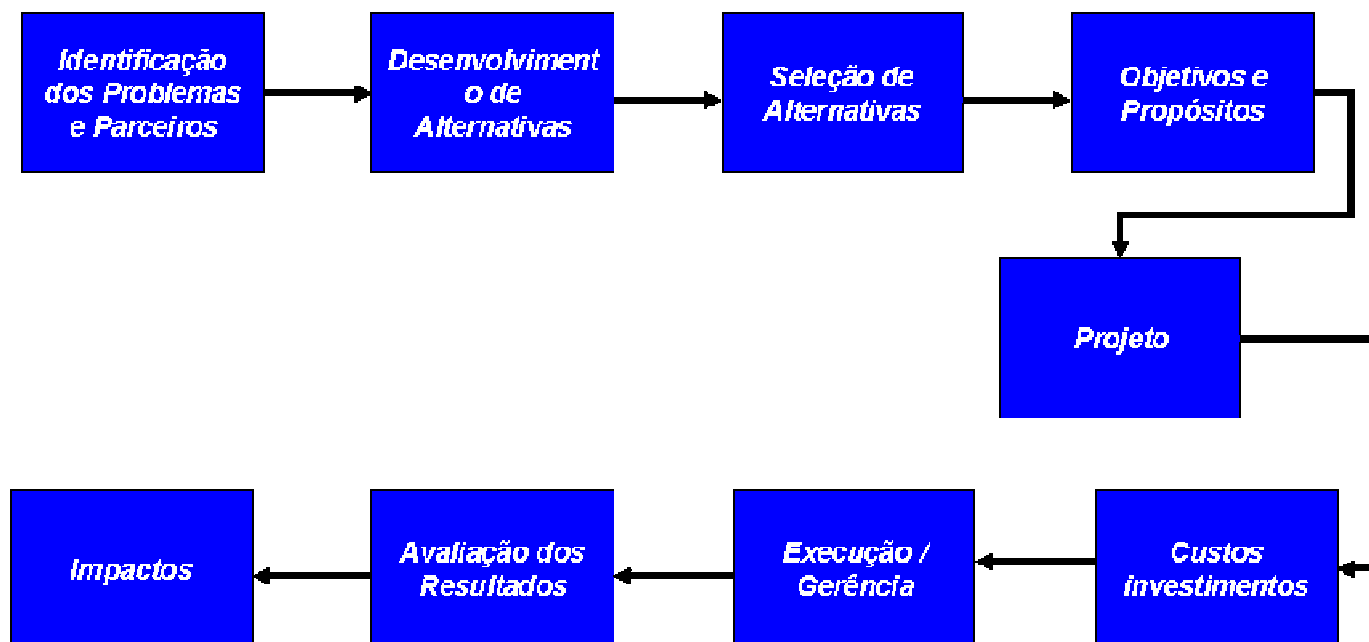 Identificação
dos Problemas
e Parceiros
Desenvolviment
o de
Alternativas
Seleção de
Alternativas
Objetivos e
Propósitos
Projeto
Impactos
Avaliação dos
Resultados
Execução /
Gerência
Custos
investimentos